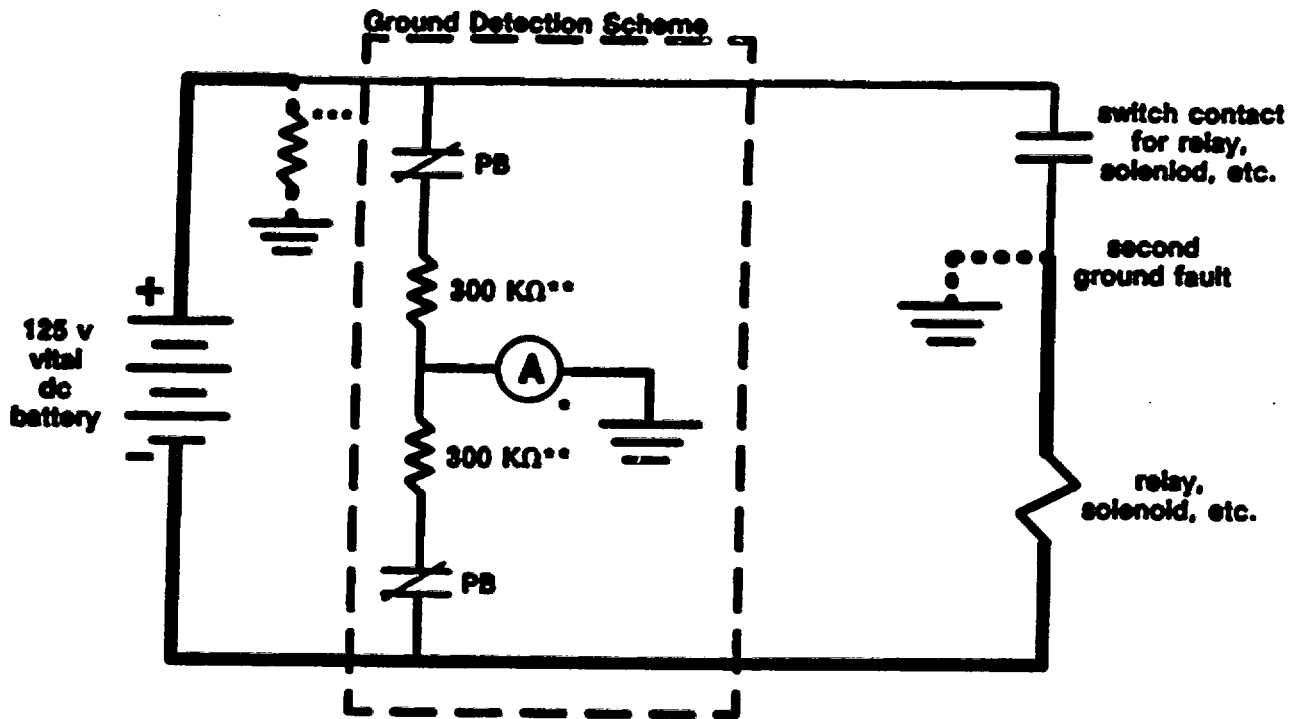 Ground Detection Scheme
***
switch contact
for relay,
soleniod, etc.
PB
second
ground fault
300 KΩ**
+
125 v
vital
dc
battery
-
A
*
300 KΩ**
relay,
solenoid, etc.
PB